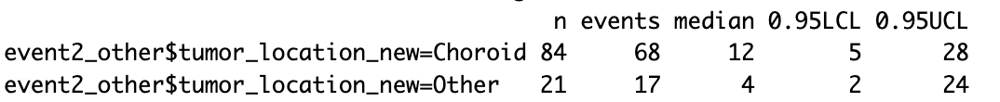 n events median 0.95LCL 0.95UCL
event2_other$tumor_location_new=Choroid 84 68 12 5 28
event2_other$tumor_location_new=Other 21 17 4 2 24